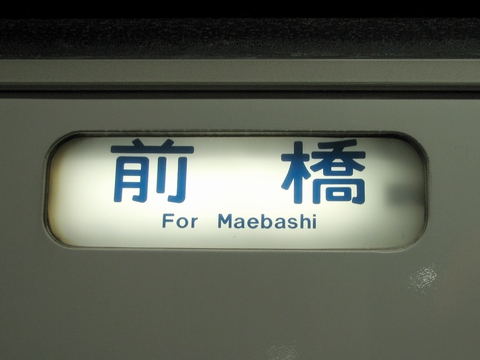 前橋
For Maebashi